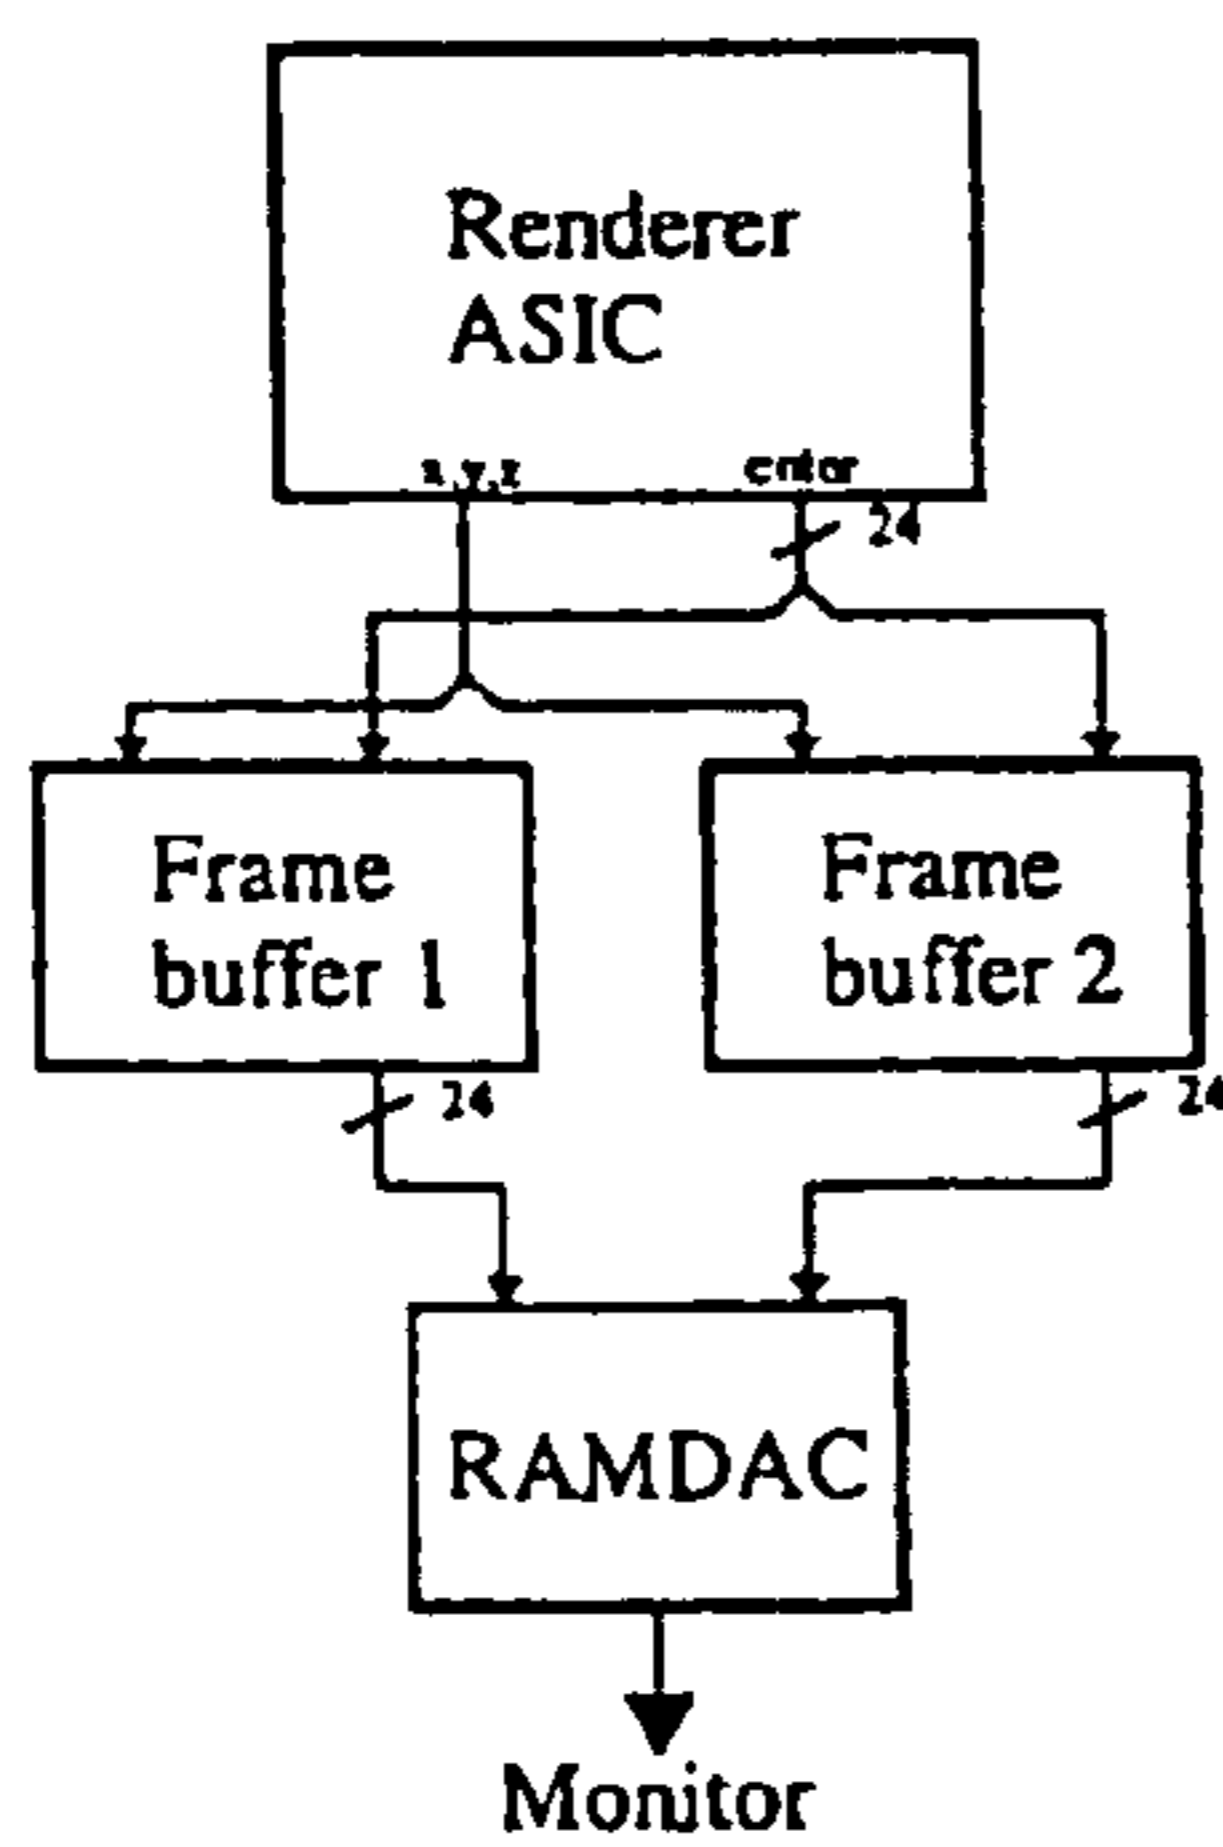 Renderer
ASIC
x,y,z color
24
Frame
buffer 1
Frame
buffer 2
24
24
RAMDAC
Monitor